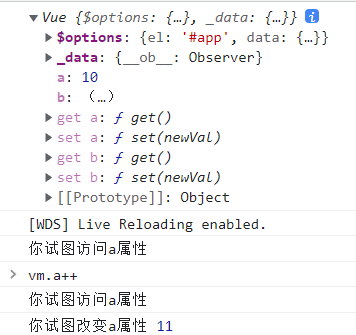 Vue {$options: {…}, _data: {…}} i
$options: {el: '#app', data: {…}}
_data: {__ob__: Observer}
a: 10
b: （…）
get a: ƒ get()
set a: ƒ set(newVal)
get b: ƒ get()
set b: ƒ set(newVal)
[[Prototype]]: Object
[WDS] Live Reloading enabled.
你试图访问a属性
> vm.a++
你试图访问a属性
你试图改变a属性 11